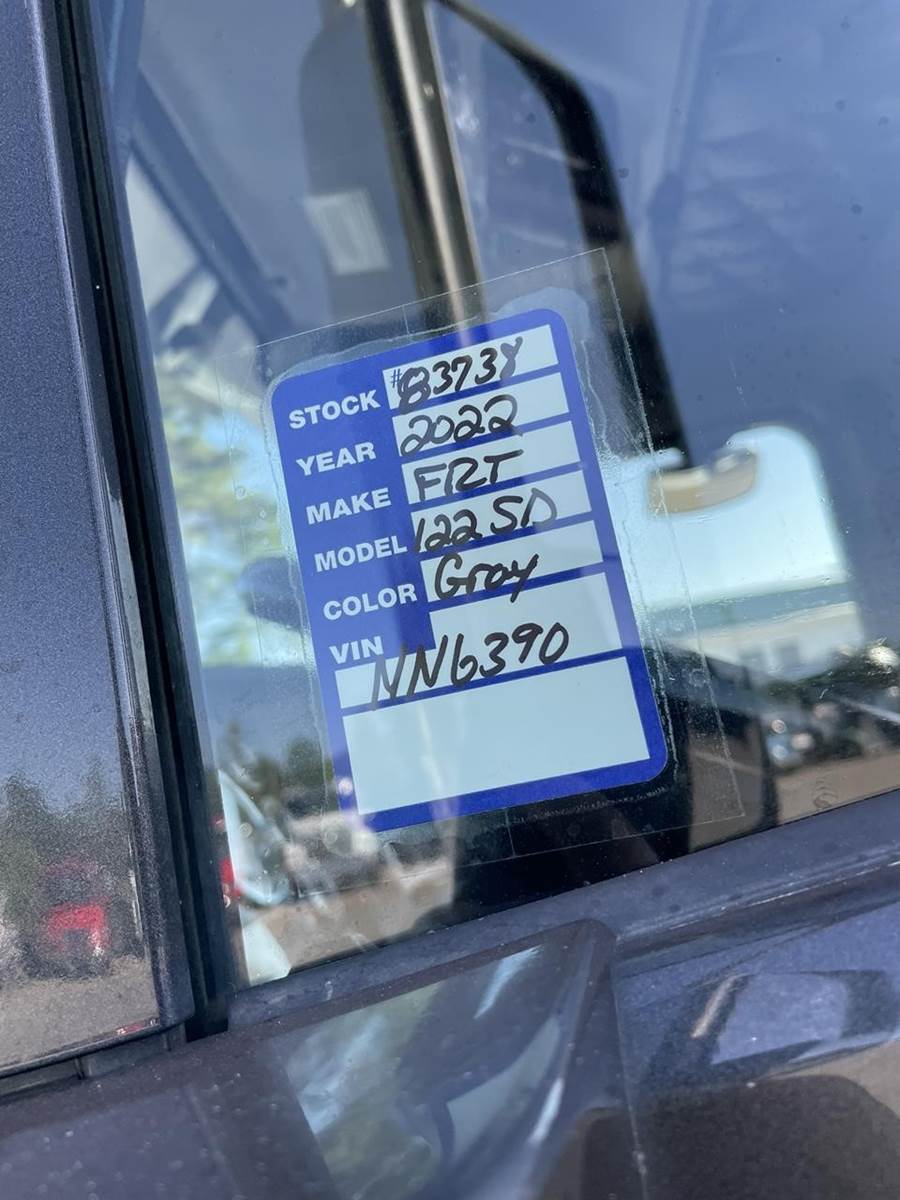 STOCK #83738
YEAR 2022
MAKE FRT
MODEL 122 SD
COLOR Gray
VIN
NN6390